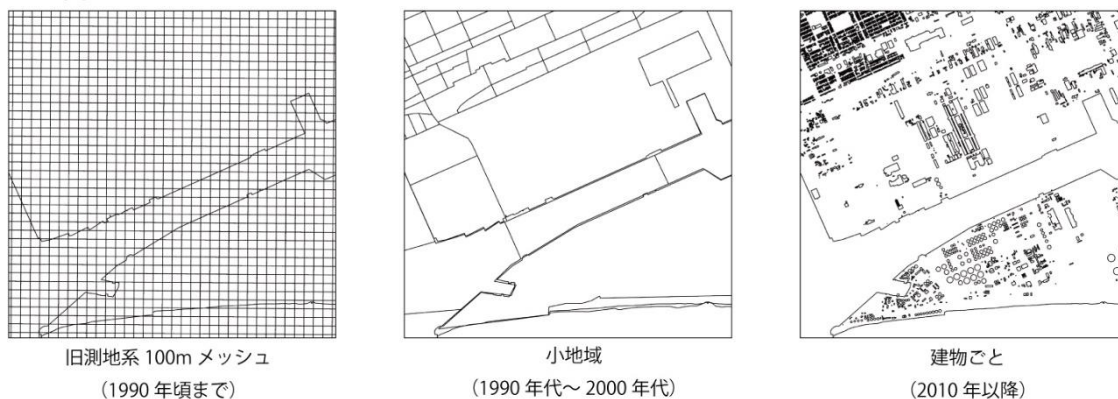 旧測地系 100m メッシュ
（1990 年頃まで）
小地域
（1990 年代～ 2000 年代）
建物ごと
（2010 年以降）